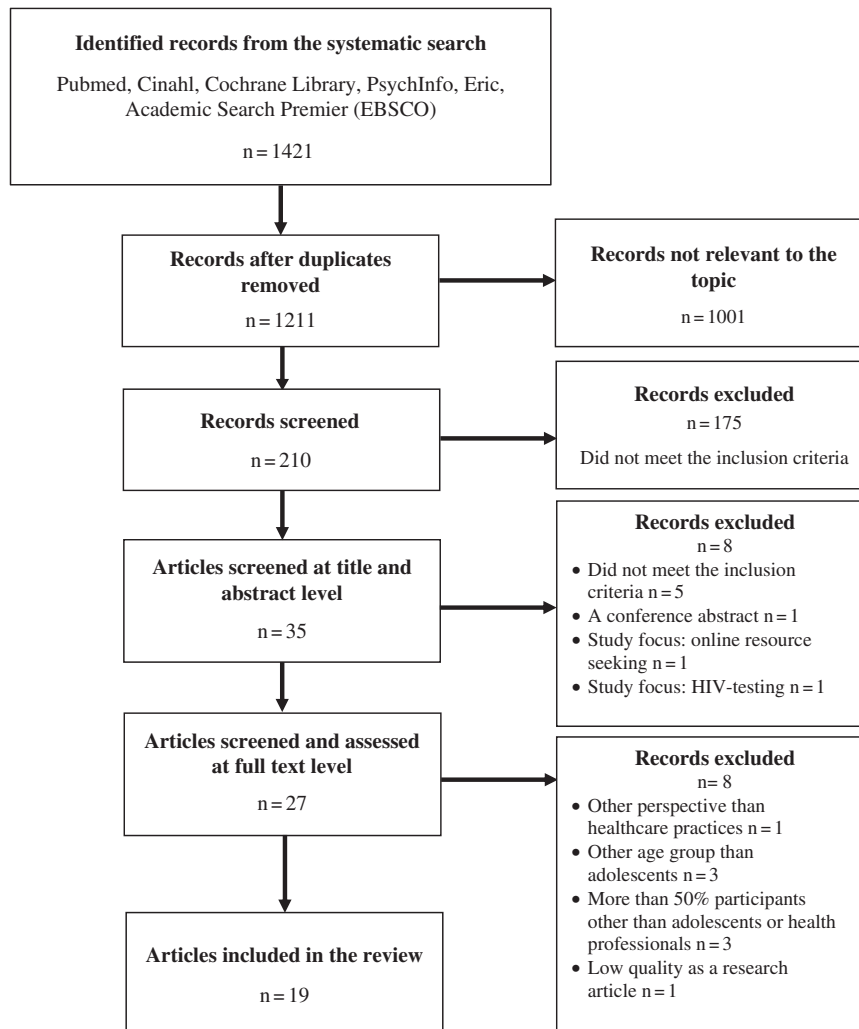 Identified records from the systematic search
Pubmed, Cinahl, Cochrane Library, PsychInfo, Eric,
Academic Search Premier (EBSCO)
n = 1421
Records after duplicates
removed
n = 1211
Records not relevant to the
topic
n = 1001
Records screened
n = 210
Records excluded
n = 175
Did not meet the inclusion criteria
Articles screened at title and
abstract level
n = 35
Records excluded
n = 8
• Did not meet the inclusion
criteria n = 5
• A conference abstract n = 1
• Study focus: online resource
seeking n = 1
• Study focus: HIV-testing n = 1
Articles screened and assessed
at full text level
n = 27
Records excluded
n= 8
• Other perspective than
healthcare practices n = 1
• Other age group than
adolescents n = 3
• More than 50% participants
other than adolescents or health
professionals n = 3
• Low quality as a research
article n = 1
Articles included in the review
n = 19